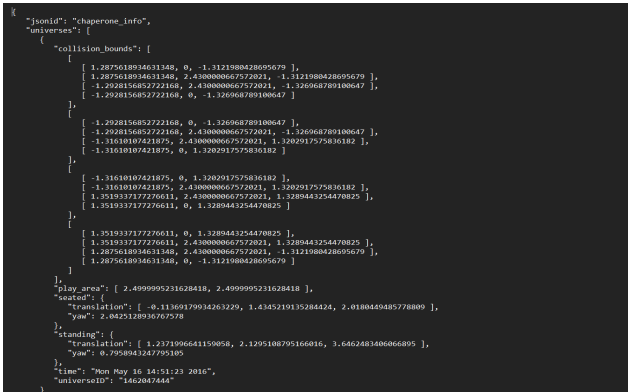 {
"jsonid": "chaperone_info",
"universes": [
{
"collision_bounds": [
[
[ 1.2875618934631348, 0, -1.3121980428695679 ],
[ 1.2875618934631348, 2.4300000667572021, -1.3121980428695679 ],
[ -1.2928156852722168, 2.4300000667572021, -1.326968789100647 ],
[ -1.2928156852722168, 0, -1.326968789100647 ]
],
[
[ -1.2928156852722168, 0, -1.326968789100647 ],
[ -1.2928156852722168, 2.4300000667572021, -1.326968789100647 ],
[ -1.31610107421875, 2.4300000667572021, 1.3202917575836182 ],
[ -1.31610107421875, 0, 1.3202917575836182 ]
],
[
[ -1.31610107421875, 0, 1.3202917575836182 ],
[ -1.31610107421875, 2.4300000667572021, 1.3202917575836182 ],
[ 1.3519337177276611, 2.4300000667572021, 1.3289443254470825 ],
[ 1.3519337177276611, 0, 1.3289443254470825 ]
],
[
[ 1.3519337177276611, 0, 1.3289443254470825 ],
[ 1.3519337177276611, 2.4300000667572021, 1.3289443254470825 ],
[ 1.2875618934631348, 2.4300000667572021, -1.3121980428695679 ],
[ 1.2875618934631348, 0, -1.3121980428695679 ]
]
],
"play_area": [ 2.4999995231628418, 2.4999995231628418 ],
"seated": {
"translation": [ -0.11369179934263229, 1.4345219135284424, 2.0180449485778809 ],
"yaw": 2.0425128936767578
},
"standing": {
"translation": [ 1.2371996641159058, 2.1295108795166016, 3.6462483406066895 ],
"yaw": 0.7958943247795105
},
"time": "Mon May 16 14:51:23 2016",
"universeID": "1462047444"
}